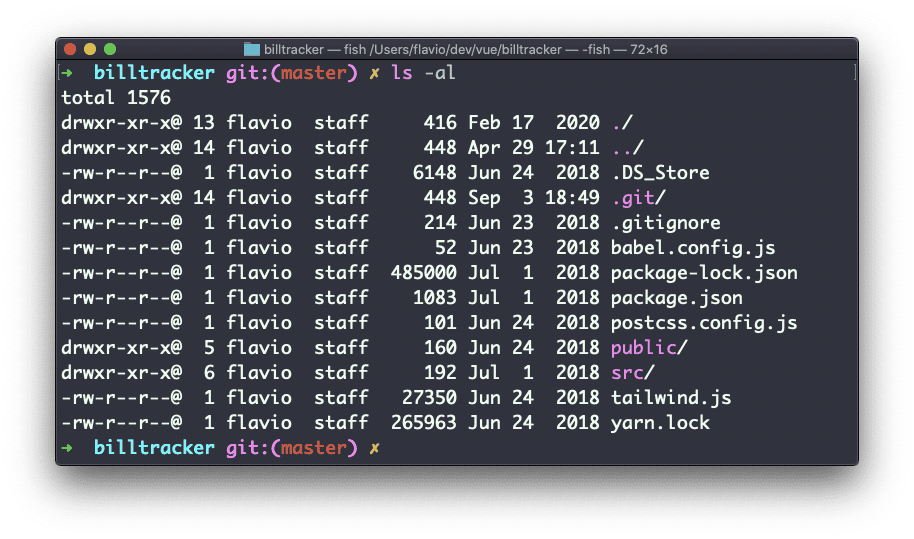 billtracker — fish /Users/flavio/dev/vue/billtracker — -fish — 72×16
➜  billtracker git:(master) ✗ ls -al
total 1576
drwxr-xr-x@ 13 flavio  staff     416 Feb 17  2020 ./
drwxr-xr-x@ 14 flavio  staff     448 Apr 29 17:11 ../
-rw-r--r--@  1 flavio  staff    6148 Jun 24  2018 .DS_Store
drwxr-xr-x@ 14 flavio  staff     448 Sep  3 18:49 .git/
-rw-r--r--@  1 flavio  staff     214 Jun 23  2018 .gitignore
-rw-r--r--@  1 flavio  staff      52 Jun 23  2018 babel.config.js
-rw-r--r--@  1 flavio  staff  485000 Jul  1  2018 package-lock.json
-rw-r--r--@  1 flavio  staff    1083 Jul  1  2018 package.json
-rw-r--r--@  1 flavio  staff     101 Jun 24  2018 postcss.config.js
drwxr-xr-x@  5 flavio  staff     160 Jun 24  2018 public/
drwxr-xr-x@  6 flavio  staff     192 Jul  1  2018 src/
-rw-r--r--@  1 flavio  staff   27350 Jun 24  2018 tailwind.js
-rw-r--r--@  1 flavio  staff  265963 Jun 24  2018 yarn.lock
➜  billtracker git:(master) ✗